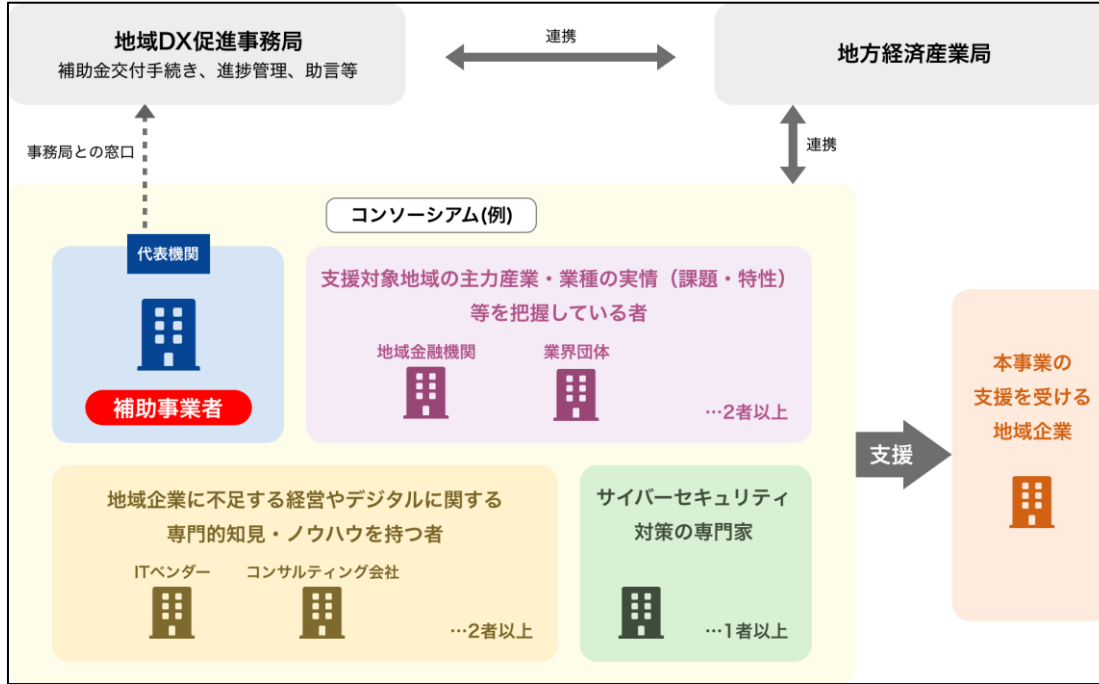 地域DX促進事務局
補助金交付手続き、進捗管理、助言等
連携
地方経済産業局
事務局との窓口
連携
コンソーシアム(例)
代表機関
補助事業者
支援対象地域の主力産業・業種の実情（課題・特性）
等を把握している者
地域金融機関
業界団体
…2者以上
地域企業に不足する経営やデジタルに関する
専門的知見・ノウハウを持つ者
ITベンダー
コンサルティング会社
…2者以上
サイバーセキュリティ
対策の専門家
…1者以上
支援
本事業の
支援を受ける
地域企業